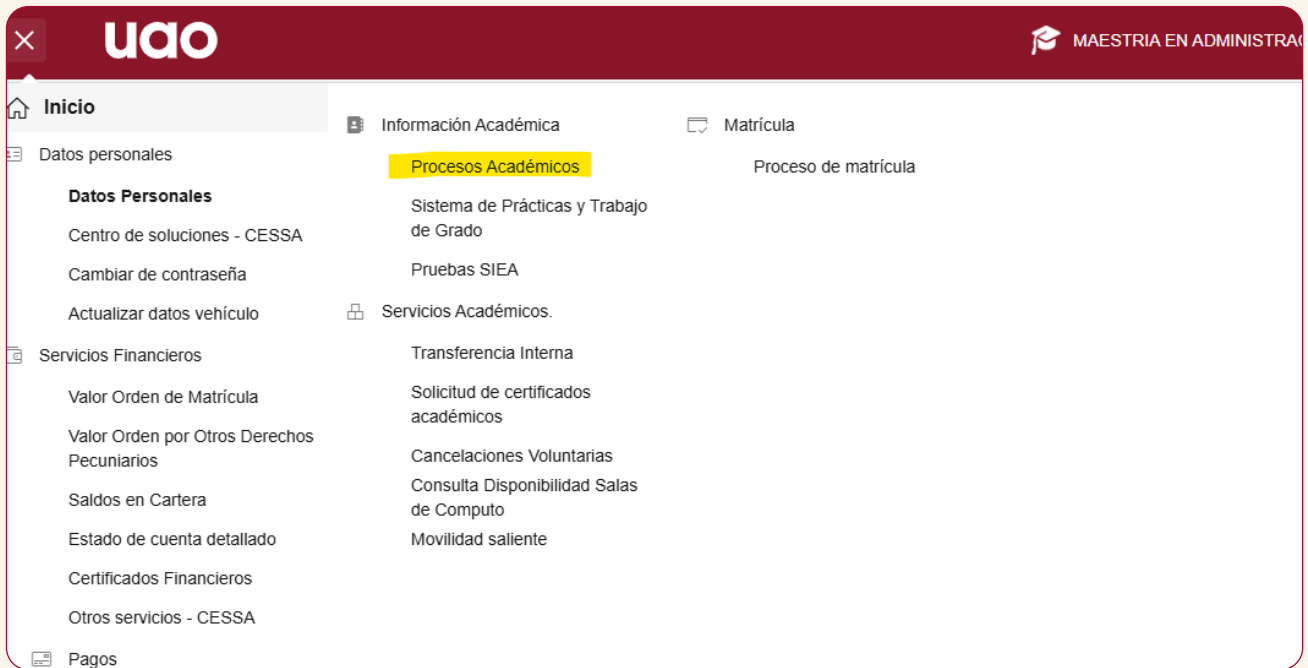 uao
MAESTRIA EN ADMINISTRA
Inicio
Datos personales
Datos Personales
Centro de soluciones - CESSA
Cambiar de contraseña
Actualizar datos vehículo
Servicios Financieros
Valor Orden de Matrícula
Valor Orden por Otros Derechos
Pecuniarios
Saldos en Cartera
Estado de cuenta detallado
Certificados Financieros
Otros servicios - CESSA
Pagos
Información Académica
Procesos Académicos
Sistema de Prácticas y Trabajo
de Grado
Pruebas SIEA
Servicios Académicos.
Transferencia Interna
Solicitud de certificados
académicos
Cancelaciones Voluntarias
Consulta Disponibilidad Salas
de Computo
Movilidad saliente
Matrícula
Proceso de matrícula